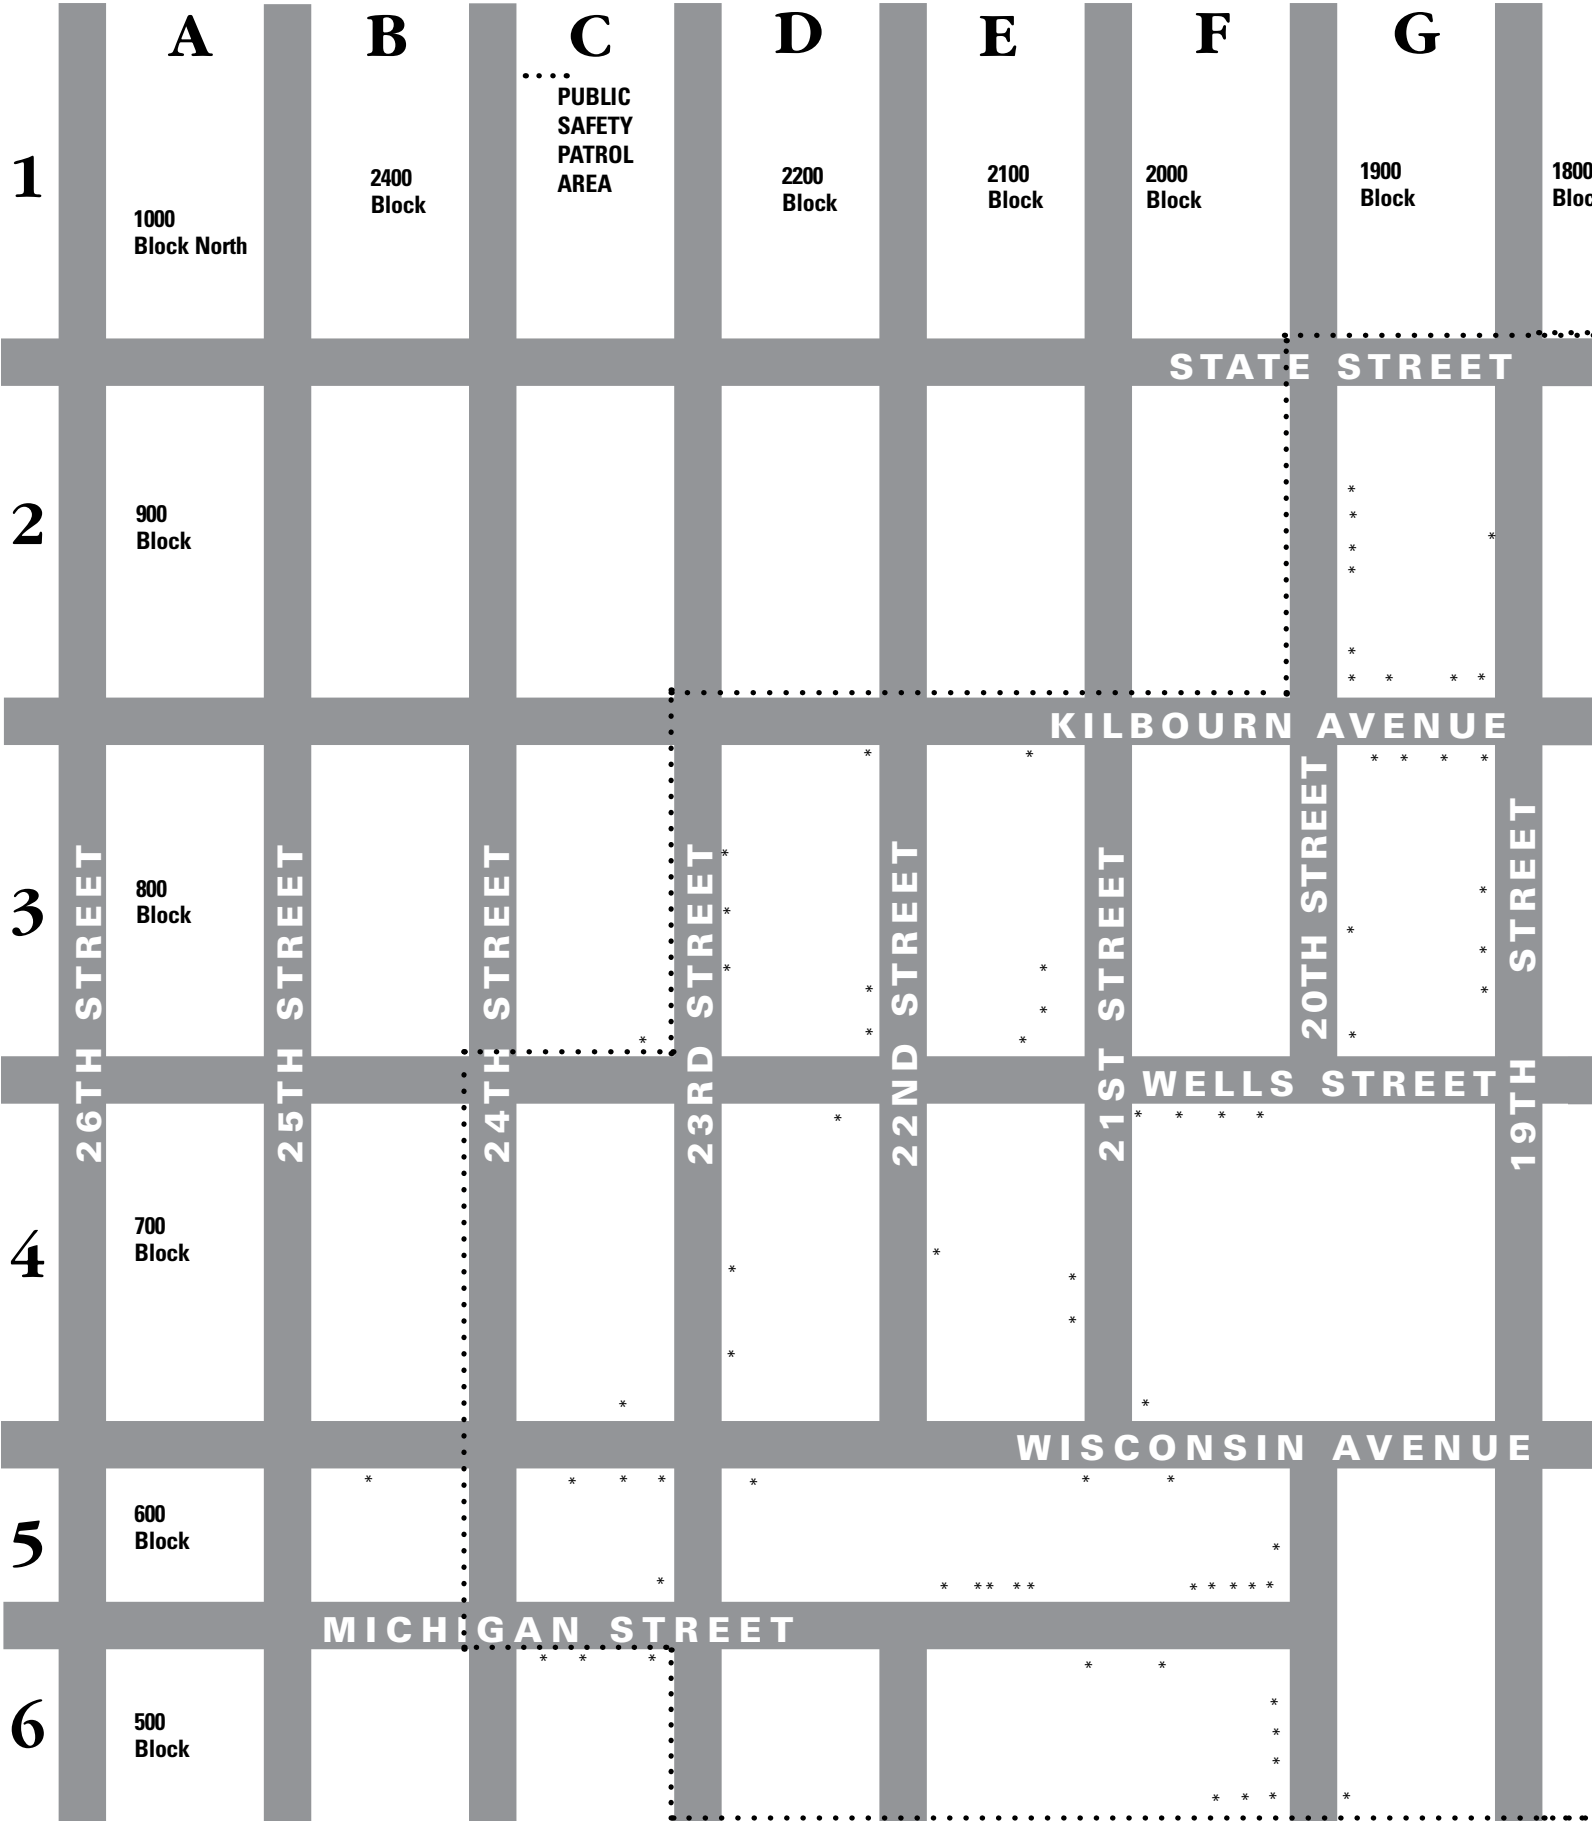 A B C D E F G
PUBLIC
SAFETY
PATROL
AREA
1
1000
Block North
2400
Block
2200
Block
2100
Block
2000
Block
1900
Block
1800
Bloc
STATE STREET
2
900
Block
KILBOURN AVENUE
3
800
Block
26TH STREET
25TH STREET
24TH STREET
23RD STREET
22ND STREET
21ST STREET
20TH STREET
19TH STREET
WELLS STREET
4
700
Block
WISCONSIN AVENUE
5
600
Block
MICHIGAN STREET
6
500
Block